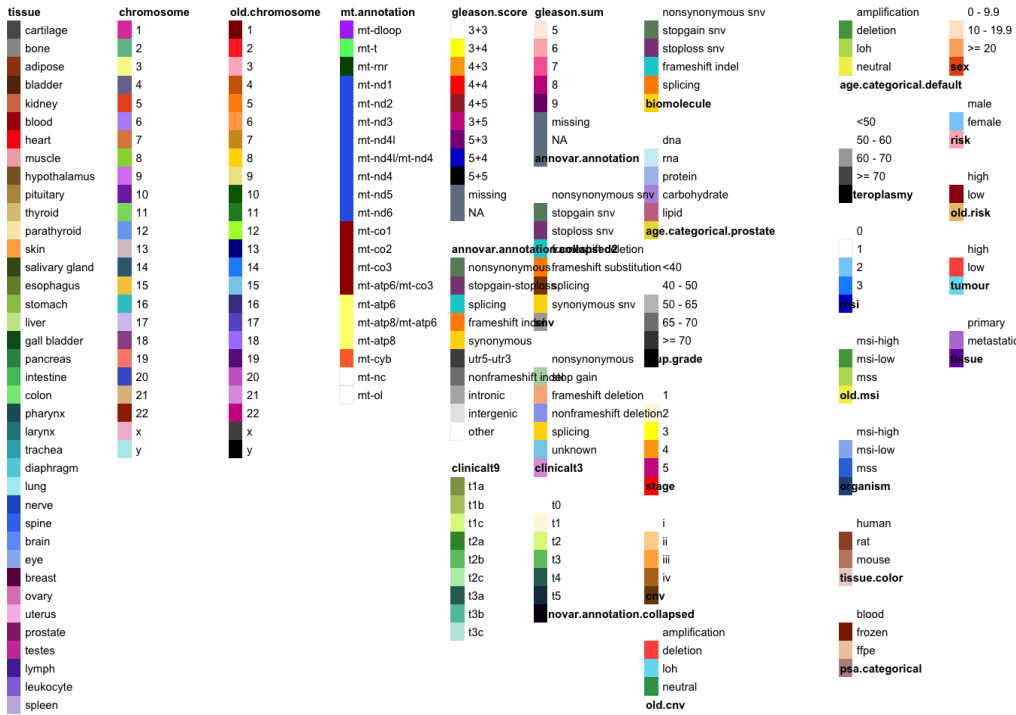 tissue
cartilage
bone
adipose
bladder
kidney
blood
heart
muscle
hypothalamus
pituitary
thyroid
parathyroid
skin
salivary gland
esophagus
stomach
liver
gall bladder
pancreas
intestine
colon
pharynx
larynx
trachea
diaphragm
lung
nerve
spine
brain
eye
breast
ovary
uterus
prostate
testes
lymph
leukocyte
spleen
chromosome
1
2
3
4
5
6
7
8
9
10
11
12
13
14
15
16
17
18
19
20
21
22
x
y
old.chromosome
1
2
3
4
5
6
7
8
9
10
11
12
13
14
15
16
17
18
19
20
21
22
x
y
mt.annotation
mt-dloop
mt-t
mt-rnr
mt-nd1
mt-nd2
mt-nd3
mt-nd4l
mt-nd4l/mt-nd4
mt-nd4
mt-nd5
mt-nd6
mt-co1
mt-co2
mt-co3
mt-atp6/mt-co3
mt-atp6
mt-atp8/mt-atp6
mt-atp8
mt-cyb
mt-nc
mt-ol
gleason.score
3+3
3+4
4+3
4+4
4+5
3+5
5+3
5+4
5+5
missing
NA
annovar.annotation.collapsed2
nonsynonymous
stopgain-stoploss
splicing
frameshift indel
synonymous
utr5-utr3
nonframeshift indel
intronic
intergenic
other
clinicalt9
t1a
t1b
t1c
t2a
t2b
t2c
t3a
t3b
t3c
gleason.sum
5
6
7
8
9
missing
NA
annovar.annotation
nonsynonymous snv
stopgain snv
stoploss snv
frameshift deletion
frameshift substitution
splicing
synonymous snv
snv
nonsynonymous
stop gain
frameshift deletion
nonframeshift deletion
splicing
unknown
clinicalt3
t0
t1
t2
t3
t4
t5
novar.annotation.collapsed
nonsynonymous snv
stopgain snv
stoploss snv
frameshift indel
splicing
biomolecule
dna
rna
protein
carbohydrate
lipid
age.categorical.prostate
<40
40 - 50
50 - 65
65 - 70
>= 70
up.grade
1
2
3
4
5
stage
i
ii
iii
iv
cnv
amplification
deletion
loh
neutral
old.cnv
amplification
deletion
loh
neutral
age.categorical.default
<50
50 - 60
60 - 70
>= 70
teroplasmy
0
1
2
3
msi
msi-high
msi-low
mss
old.msi
msi-high
msi-low
mss
organism
human
rat
mouse
tissue.color
blood
frozen
ffpe
psa.categorical
0 - 9.9
10 - 19.9
>= 20
sex
male
female
risk
high
low
old.risk
high
low
tumour
primary
metastatic
tissue